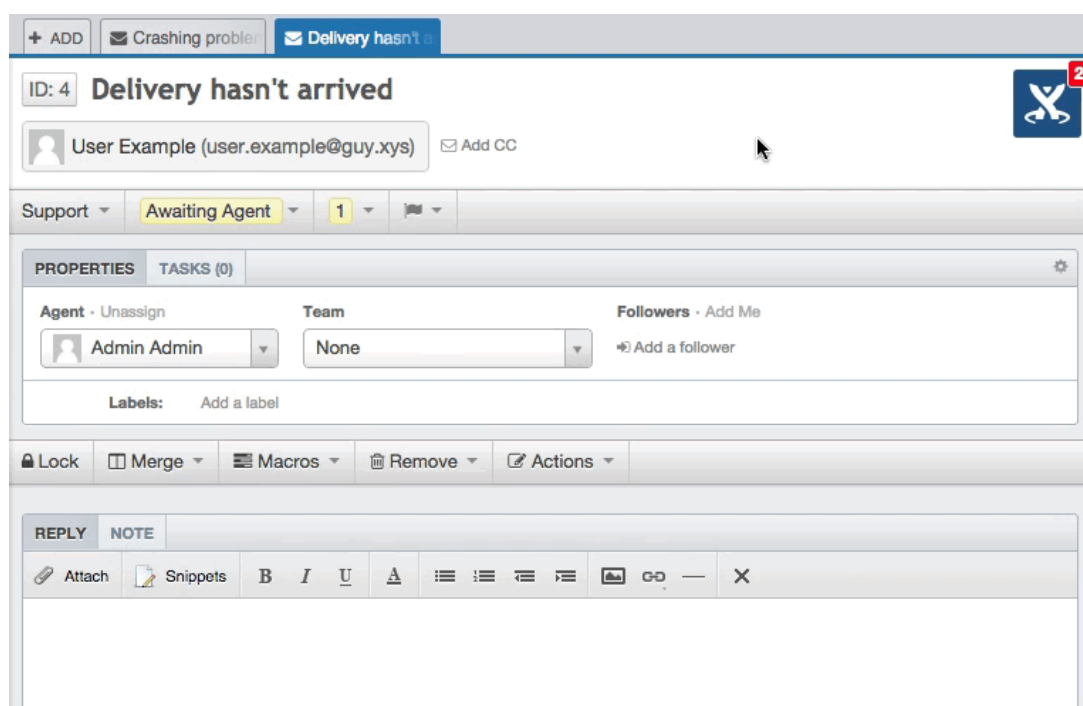 + ADD Crashing problem Delivery hasn't a
ID: 4 Delivery hasn't arrived
2
User Example (user.example@guy.xys) Add CC
Support Awaiting Agent 1
PROPERTIES TASKS (0)
Agent · Unassign Team Followers · Add Me
Admin Admin None Add a follower
Labels: Add a label
Lock Merge Macros Remove Actions
REPLY NOTE
Attach Snippets B I U A